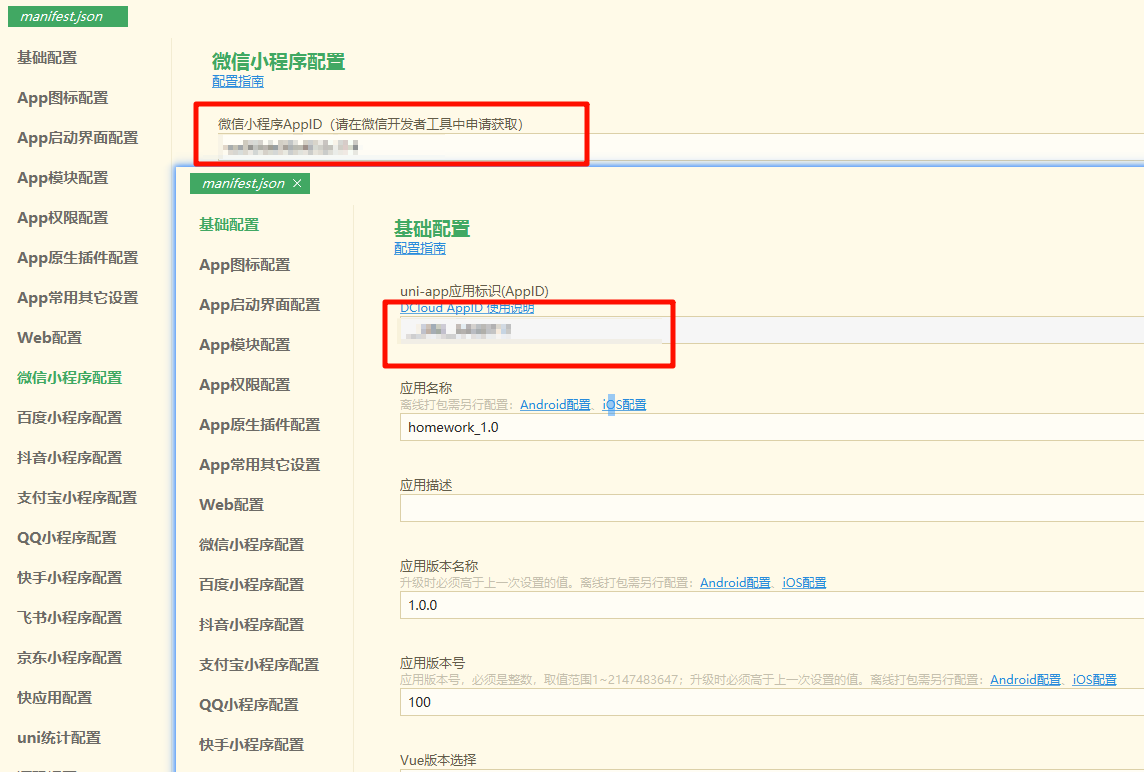 manifest.json
基础配置
App图标配置
App启动界面配置
App模块配置
App权限配置
App原生插件配置
App常用其它设置
Web配置
微信小程序配置
百度小程序配置
抖音小程序配置
支付宝小程序配置
QQ小程序配置
快手小程序配置
飞书小程序配置
京东小程序配置
快应用配置
uni统计配置
微信小程序配置
配置指南
微信小程序AppID（请在微信开发者工具中申请获取）
manifest.json ×
基础配置
App图标配置
App启动界面配置
App模块配置
App权限配置
App原生插件配置
App常用其它设置
Web配置
微信小程序配置
百度小程序配置
抖音小程序配置
支付宝小程序配置
QQ小程序配置
快手小程序配置
基础配置
配置指南
uni-app应用标识(AppID)
DCloud AppID 使用说明
应用名称
离线打包需另行配置：Android配置、iOS配置
homework_1.0
应用描述
应用版本名称
升级时必须高于上一次设置的值。离线打包需另行配置：Android配置、iOS配置
1.0.0
应用版本号
应用版本号，必须是整数，取值范围1~2147483647；升级时必须高于上一次设置的值。离线打包需另行配置：Android配置、iOS配置
100
Vue版本选择